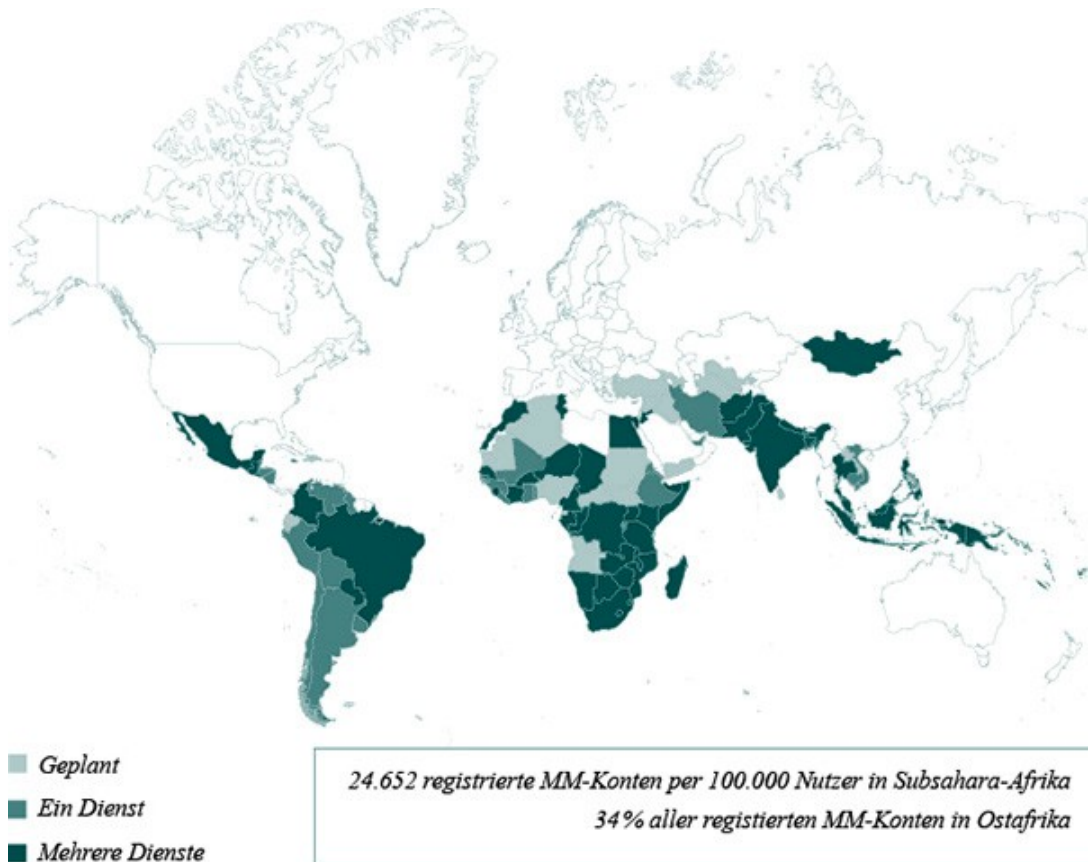 Geplant
Ein Dienst
Mehrere Dienste
24.652 registrierte MM-Konten per 100.000 Nutzer in Subsahara-Afrika
34% aller registierten MM-Konten in Ostafrika